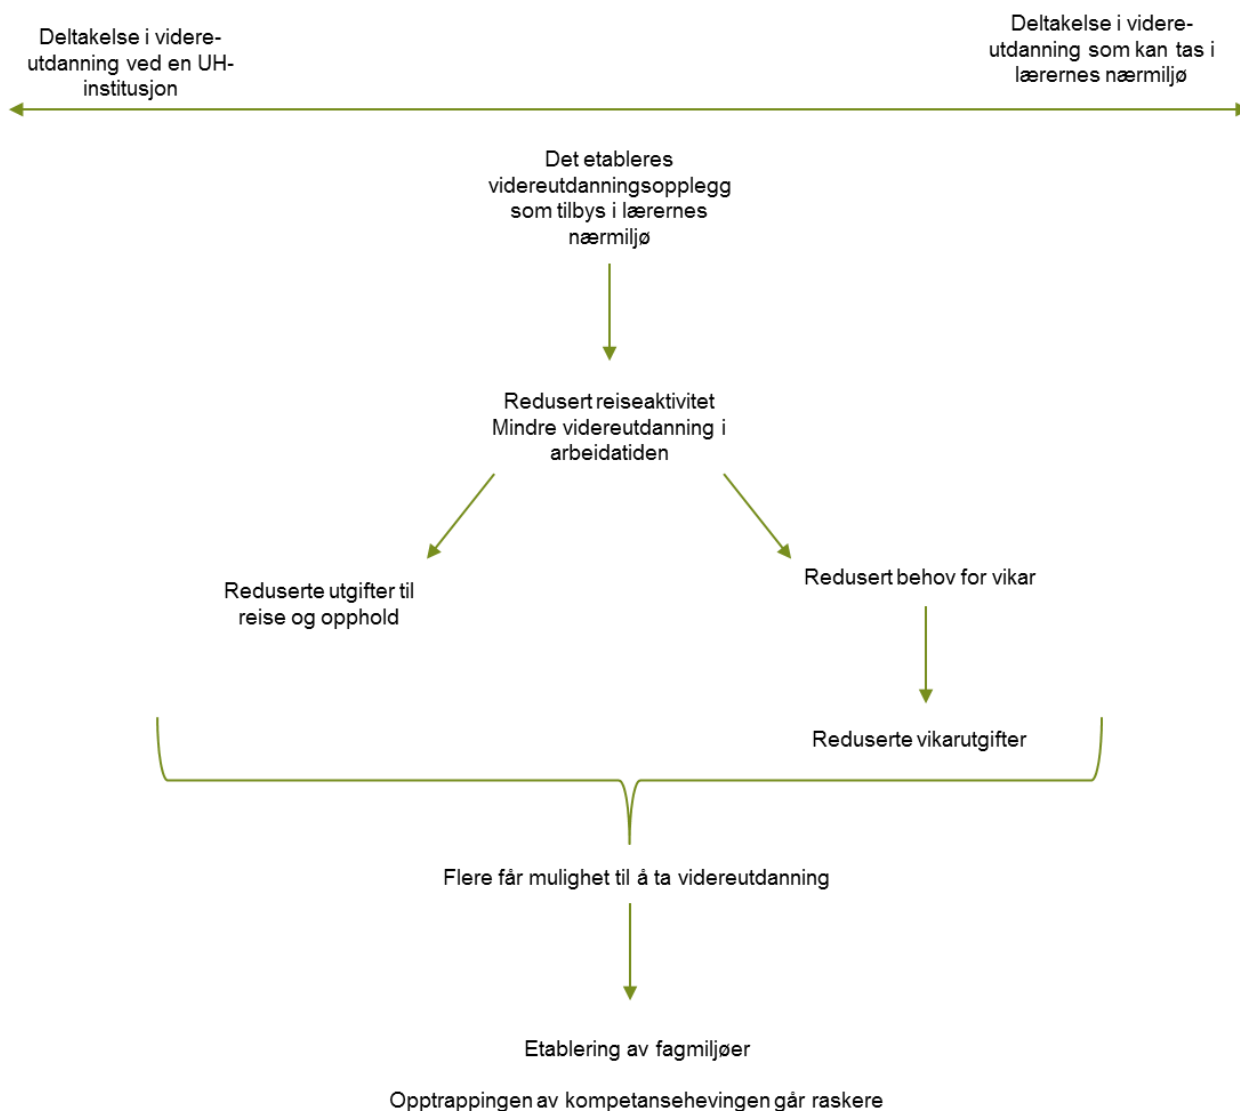 Deltakelse i videre-
utdanning ved en UH-
institusjon
Deltakelse i videre-
utdanning som kan tas i
lærernes nærmiljø
Det etableres
videreutdanningsopplegg
som tilbys i lærernes
nærmiljø
Redusert reiseaktivitet
Mindre videreutdanning i
arbeidatiden
Reduserte utgifter til
reise og opphold
Redusert behov for vikar
Reduserte vikarutgifter
Flere får mulighet til å ta videreutdanning
Etablering av fagmiljøer
Opptrappingen av kompetansehevingen går raskere